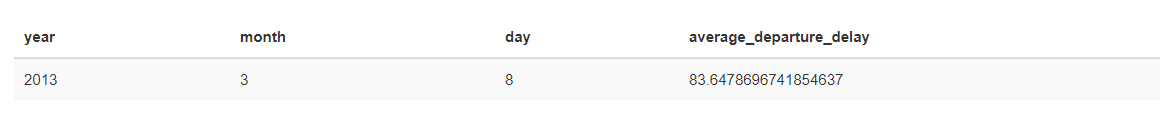 year month day average_departure_delay
2013 3 8 83.6478696741854637